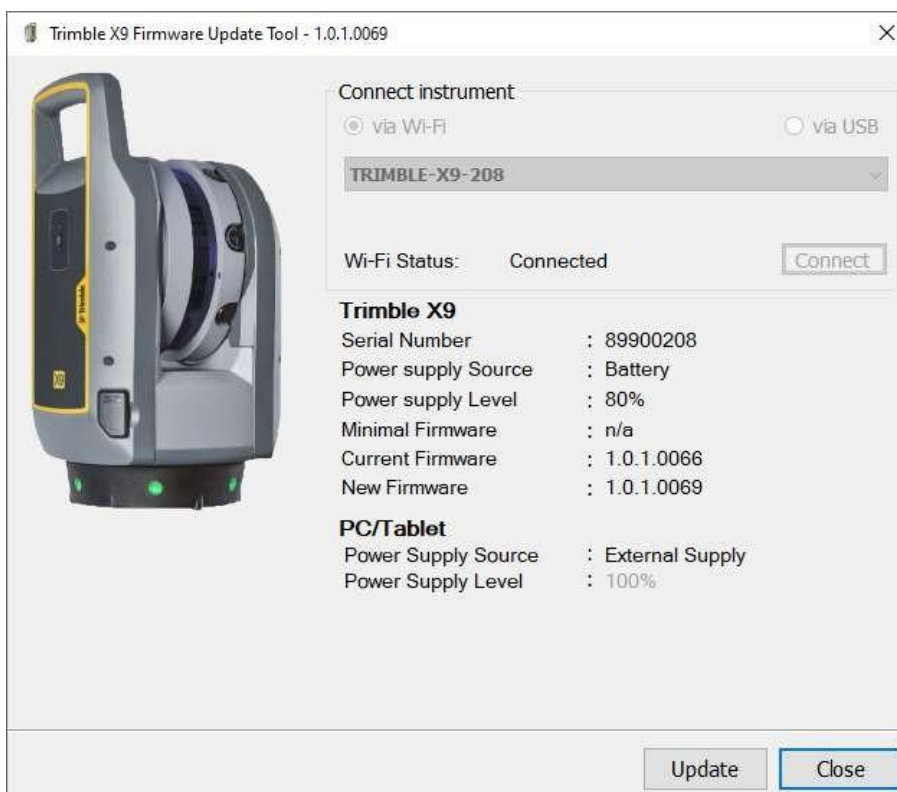 Trimble X9 Firmware Update Tool - 1.0.1.0069
Connect instrument
via Wi-Fi
via USB
TRIMBLE-X9-208
Wi-Fi Status: Connected
Connect
Trimble X9
Serial Number : 89900208
Power supply Source : Battery
Power supply Level : 80%
Minimal Firmware : n/a
Current Firmware : 1.0.1.0066
New Firmware : 1.0.1.0069
PC/Tablet
Power Supply Source : External Supply
Power Supply Level : 100%
Trimble
X9
Update
Close